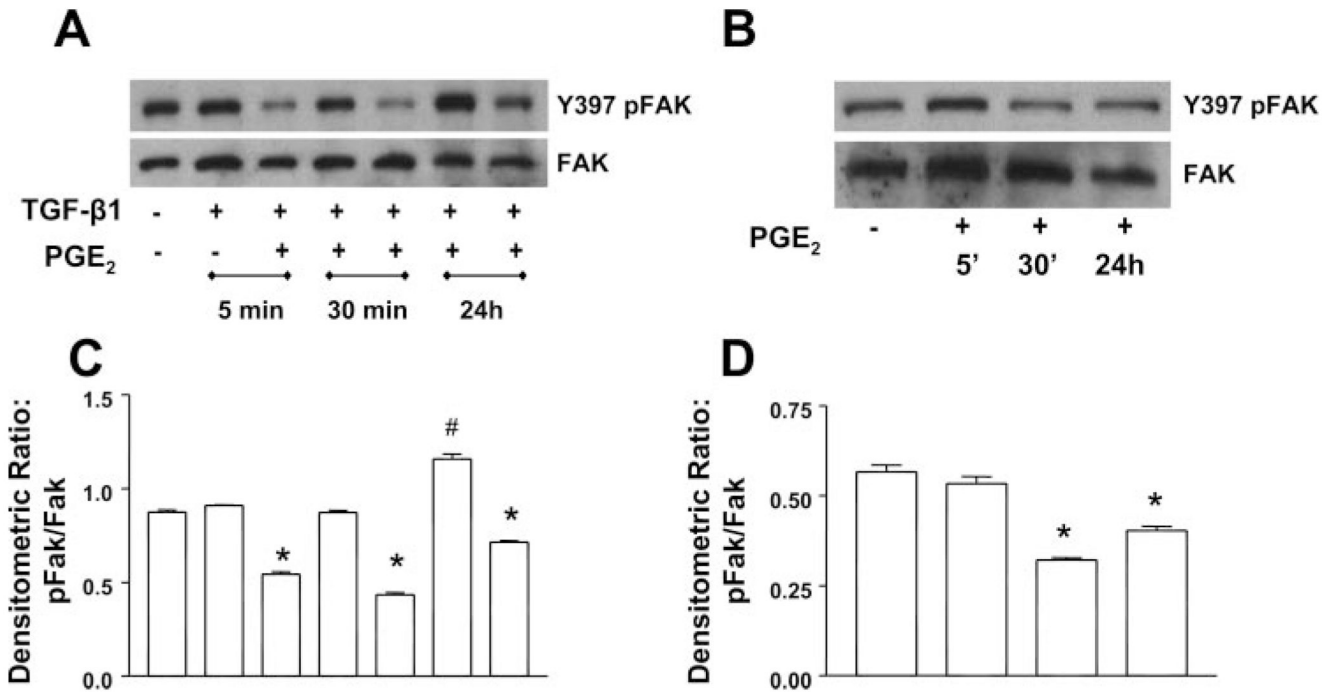 A
Y397 pFAK
FAK
TGF-β1 - + + + + + +
PGE2 - - + + + + +
5 min 30 min 24h
B
Y397 pFAK
FAK
PGE2 - + + +
5' 30' 24h
C
Densitometric Ratio:
pFak/Fak
1.5
1.0
0.5
0.0
* * # *
D
Densitometric Ratio:
pFak/Fak
0.75
0.50
0.25
0.00
* *